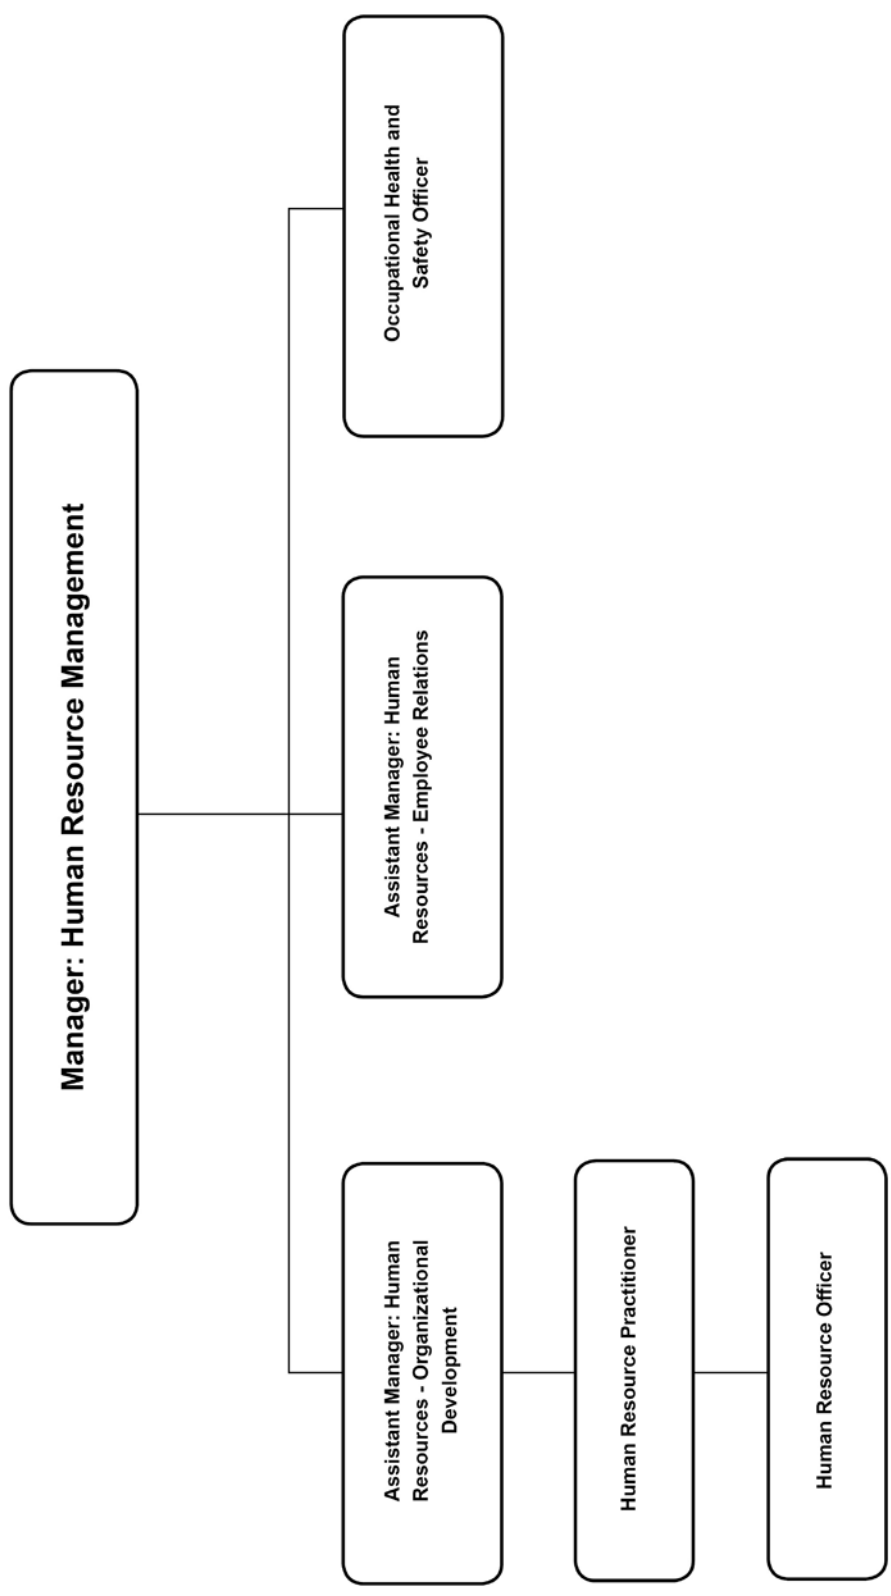 Manager: Human Resource Management
Assistant Manager: Human
Resources - Organizational
Development
Assistant Manager: Human
Resources - Employee Relations
Occupational Health and
Safety Officer
Human Resource Practitioner
Human Resource Officer